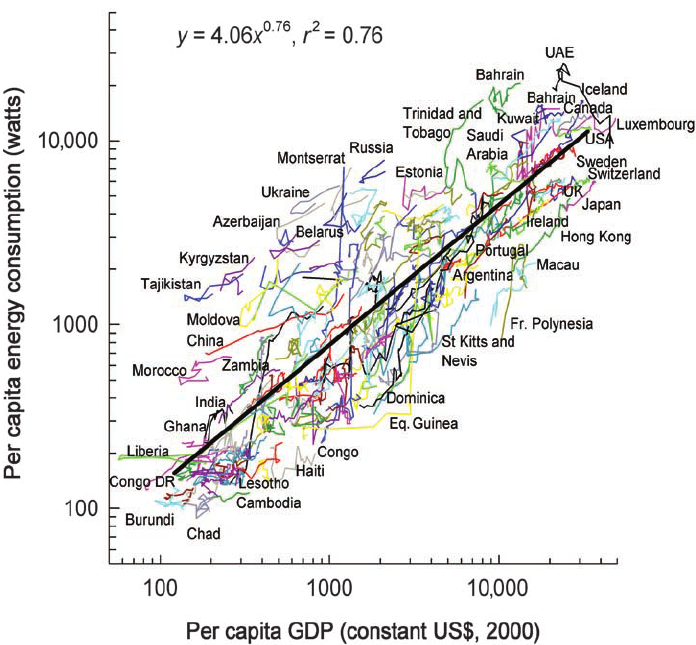 y = 4.06x^0.76, r^2 = 0.76
UAE
Bahrain
Iceland
Bahrain
Canada
Trinidad and
Tobago
Kuwait
Luxembourg
Saudi
Arabia
USA
10,000
Russia
Montserrat
Sweden
Estonia
Switzerland
Ukraine
UK
Japan
Azerbaijan
Ireland
Belarus
Hong Kong
Portugal
Kyrgyzstan
Macau
Argentina
Tajikistan
Moldova
Fr. Polynesia
1000
China
St Kitts and
Nevis
Zambia
Morocco
Dominica
India
Ghana
Eq. Guinea
Liberia
Congo
Haiti
Congo DR
Lesotho
Cambodia
100
Burundi
Chad
Per capita energy consumption (watts)
100
1000
10,000
Per capita GDP (constant US$, 2000)